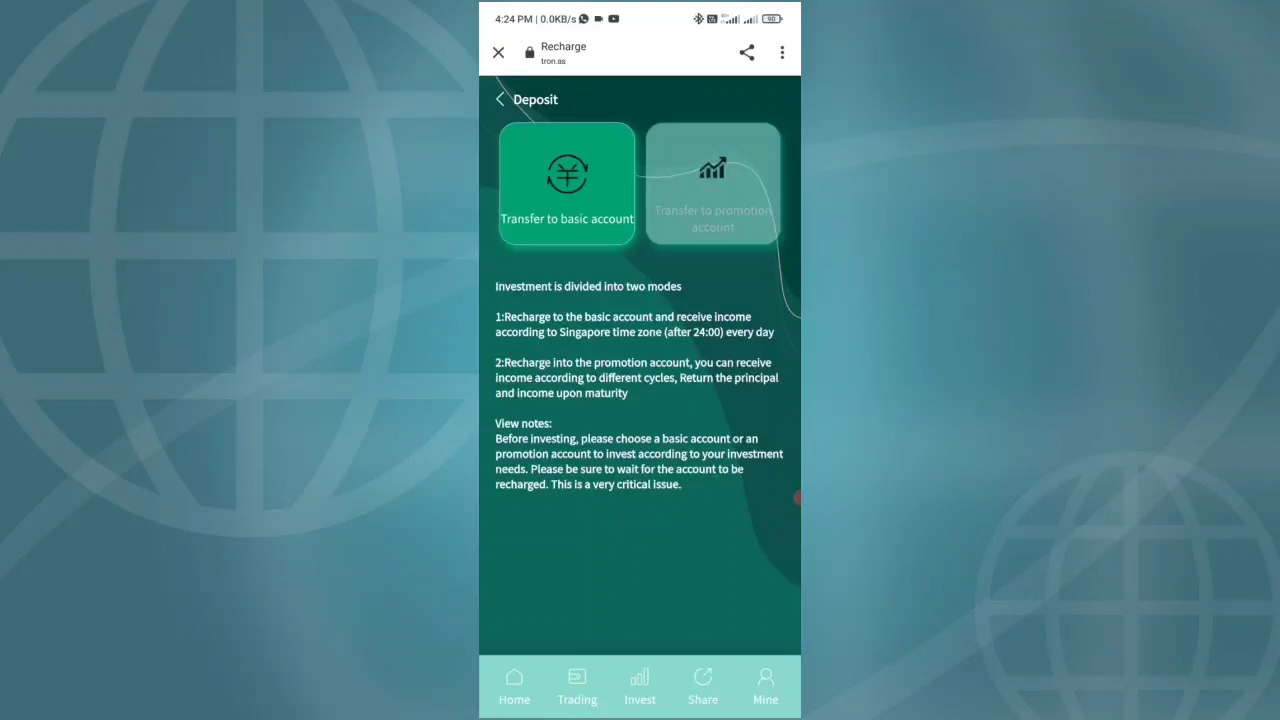 4:24 PM | 0.0KB/s
90
Recharge
tron.as
Deposit
Transfer to basic account
Transfer to promotion
account
Investment is divided into two modes
1:Recharge to the basic account and receive income
according to Singapore time zone (after 24:00) every day
2:Recharge into the promotion account, you can receive
income according to different cycles, Return the principal
and income upon maturity
View notes:
Before investing, please choose a basic account or an
promotion account to invest according to your investment
needs. Please be sure to wait for the account to be
recharged. This is a very critical issue.
Home
Trading
Invest
Share
Mine